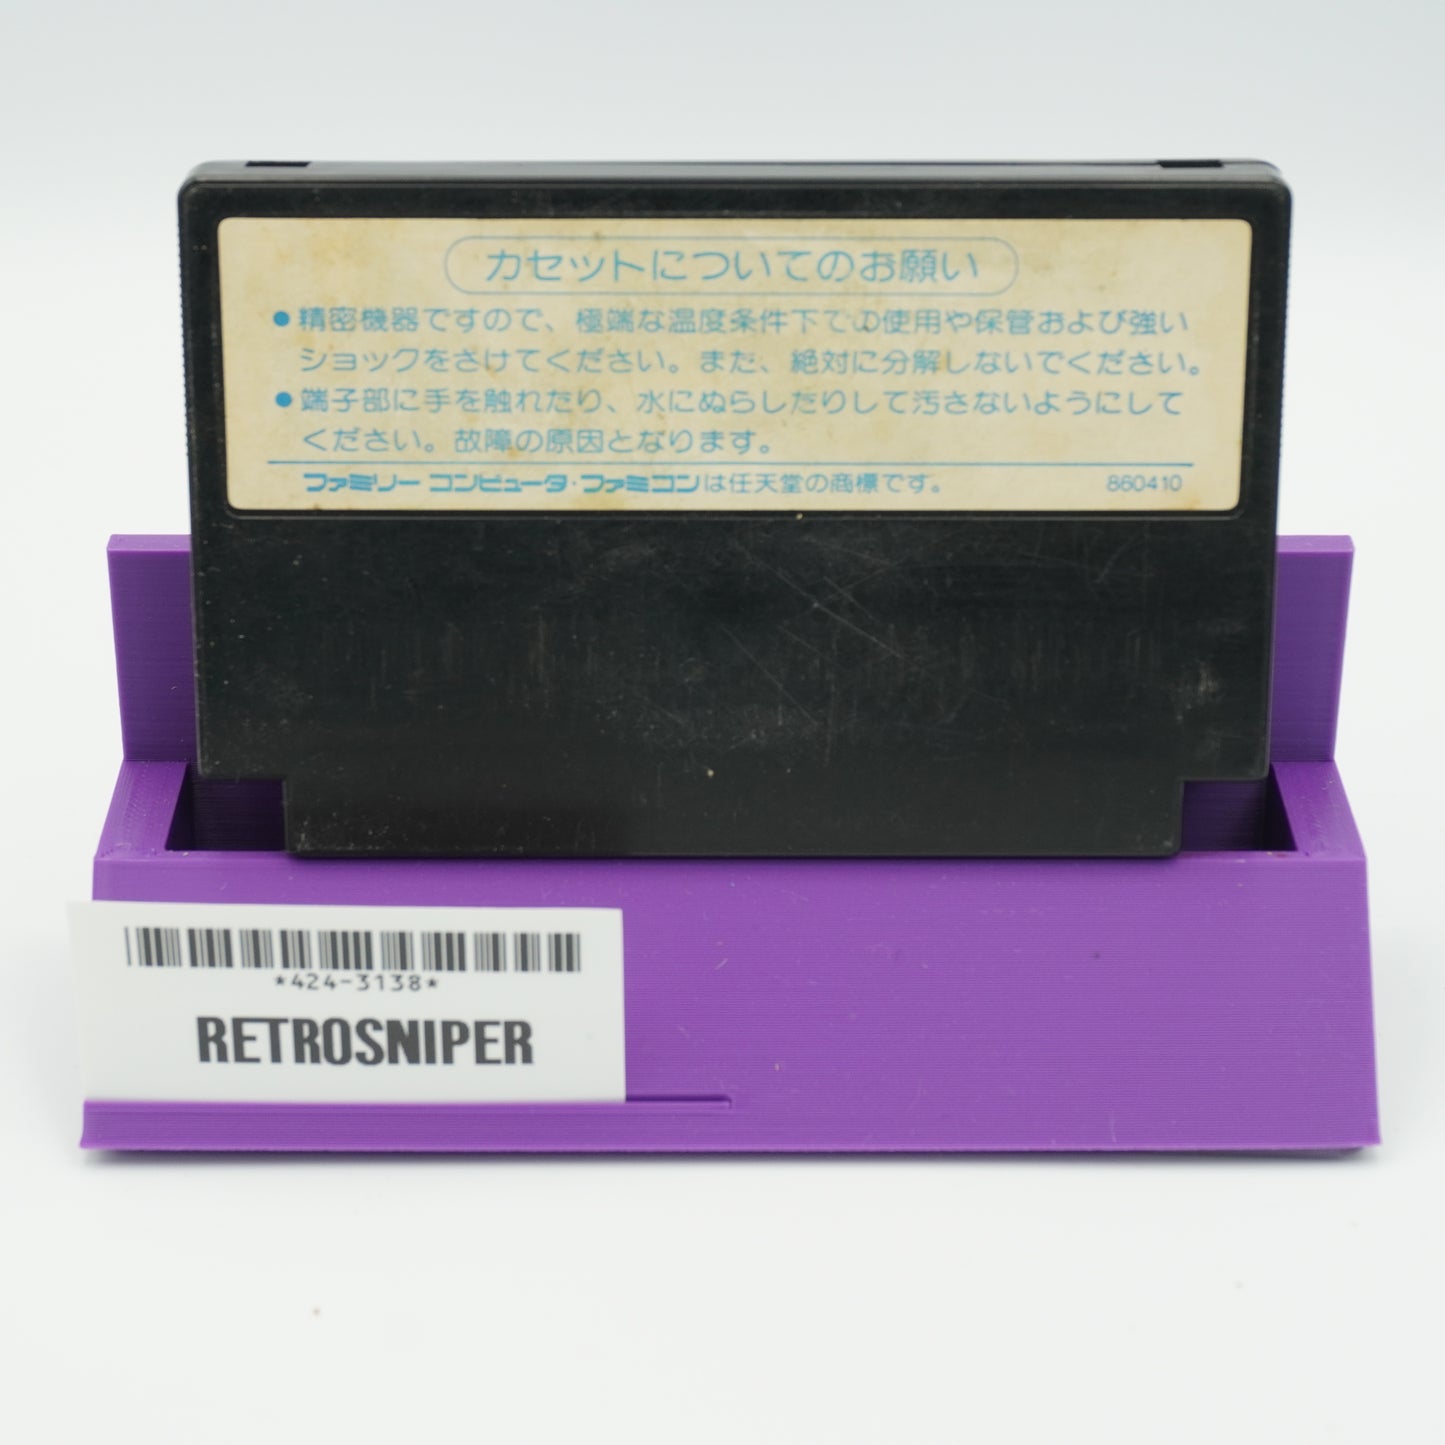 カセットについてのお願い
●精密機器ですので、極端な温度条件下での使用や保管および強い
ショックをさけてください。また、絶対に分解しないでください。
●端子部に手を触れたり、水にぬらしたりして汚さないようにして
ください。故障の原因となります。
ファミリー コンピュータ・ファミコンは任天堂の商標です。 860410
*424-3138*
RETROSNIPER